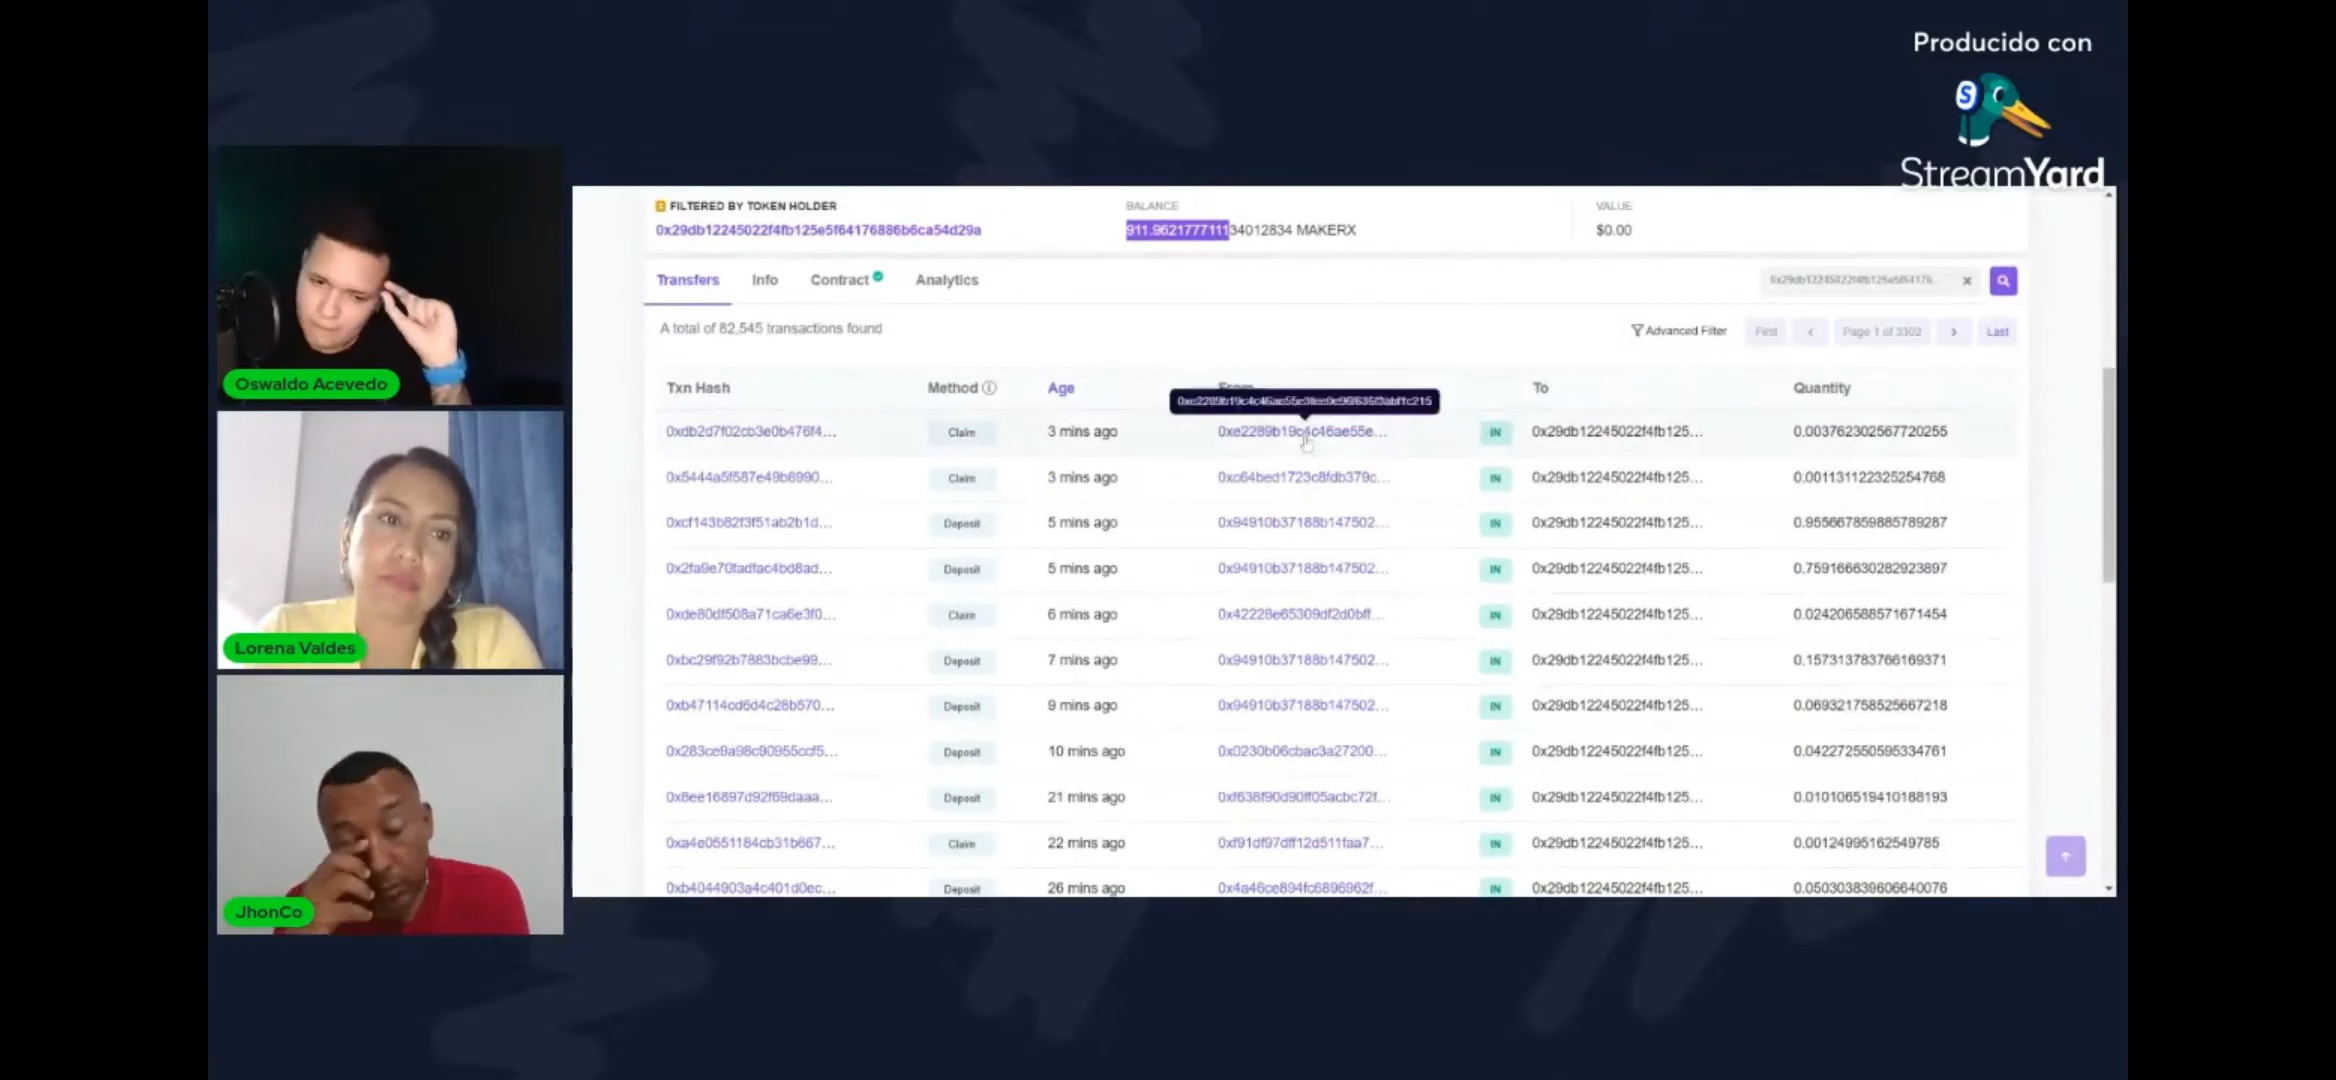 Producido con
StreamYard
FILTERED BY TOKEN HOLDER BALANCE VALUE
0x29db12245022f4fb125e5f64176886b6ca54d29a 911.962177711134012834 MAKERX $0.00
Transfers Info Contract Analytics
A total of 82,545 transactions found Advanced Filter First Page 1 of 3302 Last
Txn Hash Method Age To Quantity
0xdb2d7f02cb3e0b476f4... Claim 3 mins ago 0xe2289b19c4c46ae55e... IN 0x29db12245022f4fb125... 0.003762302567720255
0x5444a5f587e49b8990... Claim 3 mins ago 0xc64bed1723c8fdb379c... IN 0x29db12245022f4fb125... 0.001131122325254768
0xcf143b82f3f51ab2b1d... Deposit 5 mins ago 0x94910b37188b147502... IN 0x29db12245022f4fb125... 0.955667859885789287
0x2fa9e70fadfac4bd8ad... Deposit 5 mins ago 0x94910b37188b147502... IN 0x29db12245022f4fb125... 0.759166630282923897
0xde80df508a71ca6e3f0... Claim 6 mins ago 0x42228e65309df2d0bff... IN 0x29db12245022f4fb125... 0.024206588571671454
0xbc29f92b7883bcbe99... Deposit 7 mins ago 0x94910b37188b147502... IN 0x29db12245022f4fb125... 0.157313783766169371
0xb47114cd6d4c28b570... Deposit 9 mins ago 0x94910b37188b147502... IN 0x29db12245022f4fb125... 0.069321758525667218
0x283ce9a98c90955ccf5... Deposit 10 mins ago 0x0230b06cbac3a27200... IN 0x29db12245022f4fb125... 0.042272550595334761
0x8ee16897d92f69daaa... Deposit 21 mins ago 0xf638f90d90ff05acbc72f... IN 0x29db12245022f4fb125... 0.010106519410188193
0xa4e0551184cb31b667... Claim 22 mins ago 0xf91df97dff12d511faa7... IN 0x29db12245022f4fb125... 0.00124995162549785
0xb4044903a4c401d0ec... Deposit 26 mins ago 0x4a46ce894fc6896962f... IN 0x29db12245022f4fb125... 0.050303839606640076
Oswaldo Acevedo
Lorena Valdes
JhonCo